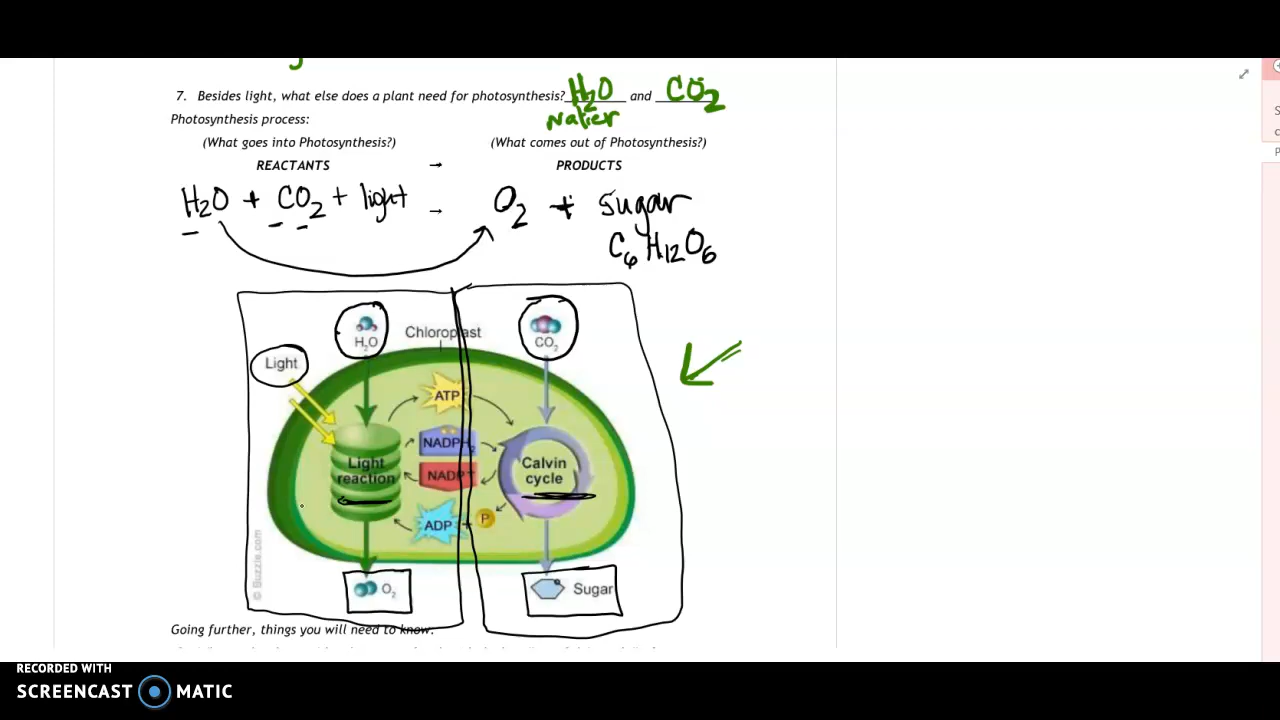 7. Besides light, what else does a plant need for photosynthesis? H2O and CO2
Water
Photosynthesis process:
(What goes into Photosynthesis?) (What comes out of Photosynthesis?)
REACTANTS → PRODUCTS
H2O + CO2 + light → O2 + sugar
C6H12O6
H2O Chloroplast CO2
Light
ATP
NADPH2
Light reaction NADP+ Calvin cycle
ADP + P
© Buzzle.com
O2 Sugar
Going further, things you will need to know:
RECORDED WITH
SCREENCAST MATIC